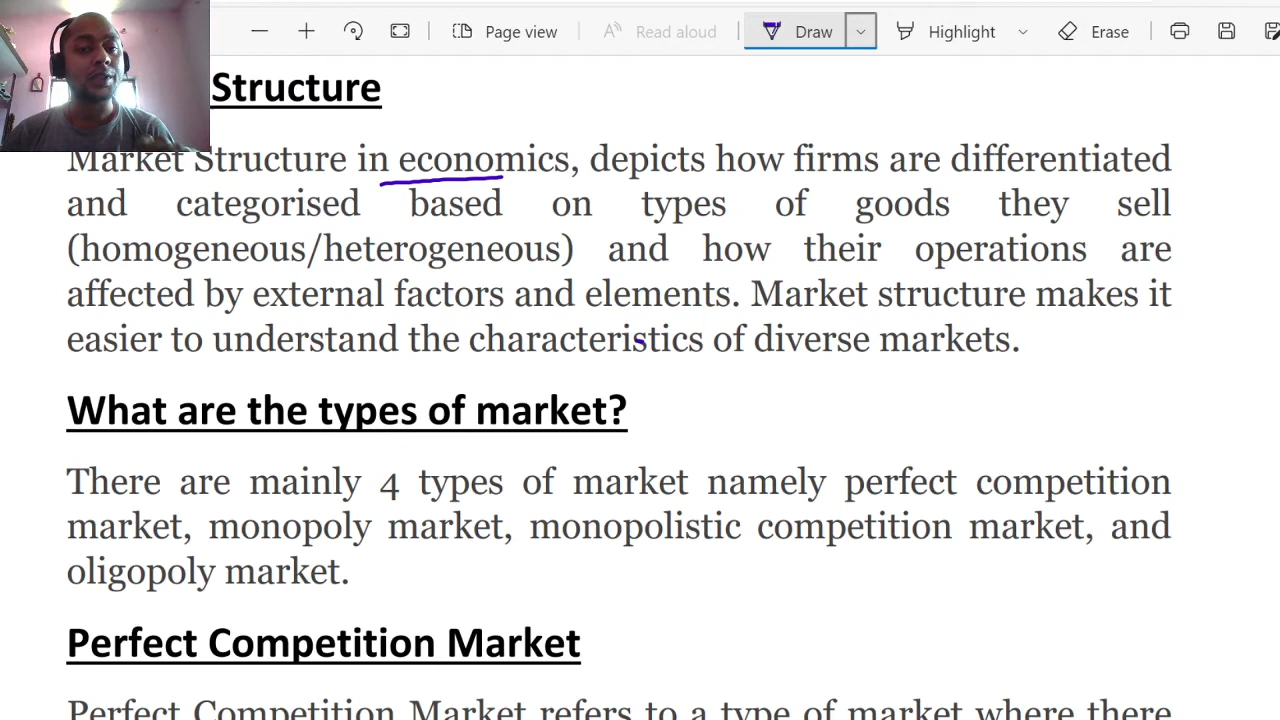 Page view
Read aloud
Draw
Highlight
Erase
Structure
Market Structure in economics, depicts how firms are differentiated
and categorised based on types of goods they sell
(homogeneous/heterogeneous) and how their operations are
affected by external factors and elements. Market structure makes it
easier to understand the characteristics of diverse markets.
What are the types of market?
There are mainly 4 types of market namely perfect competition
market, monopoly market, monopolistic competition market, and
oligopoly market.
Perfect Competition Market
Perfect Competition Market refers to a type of market where there